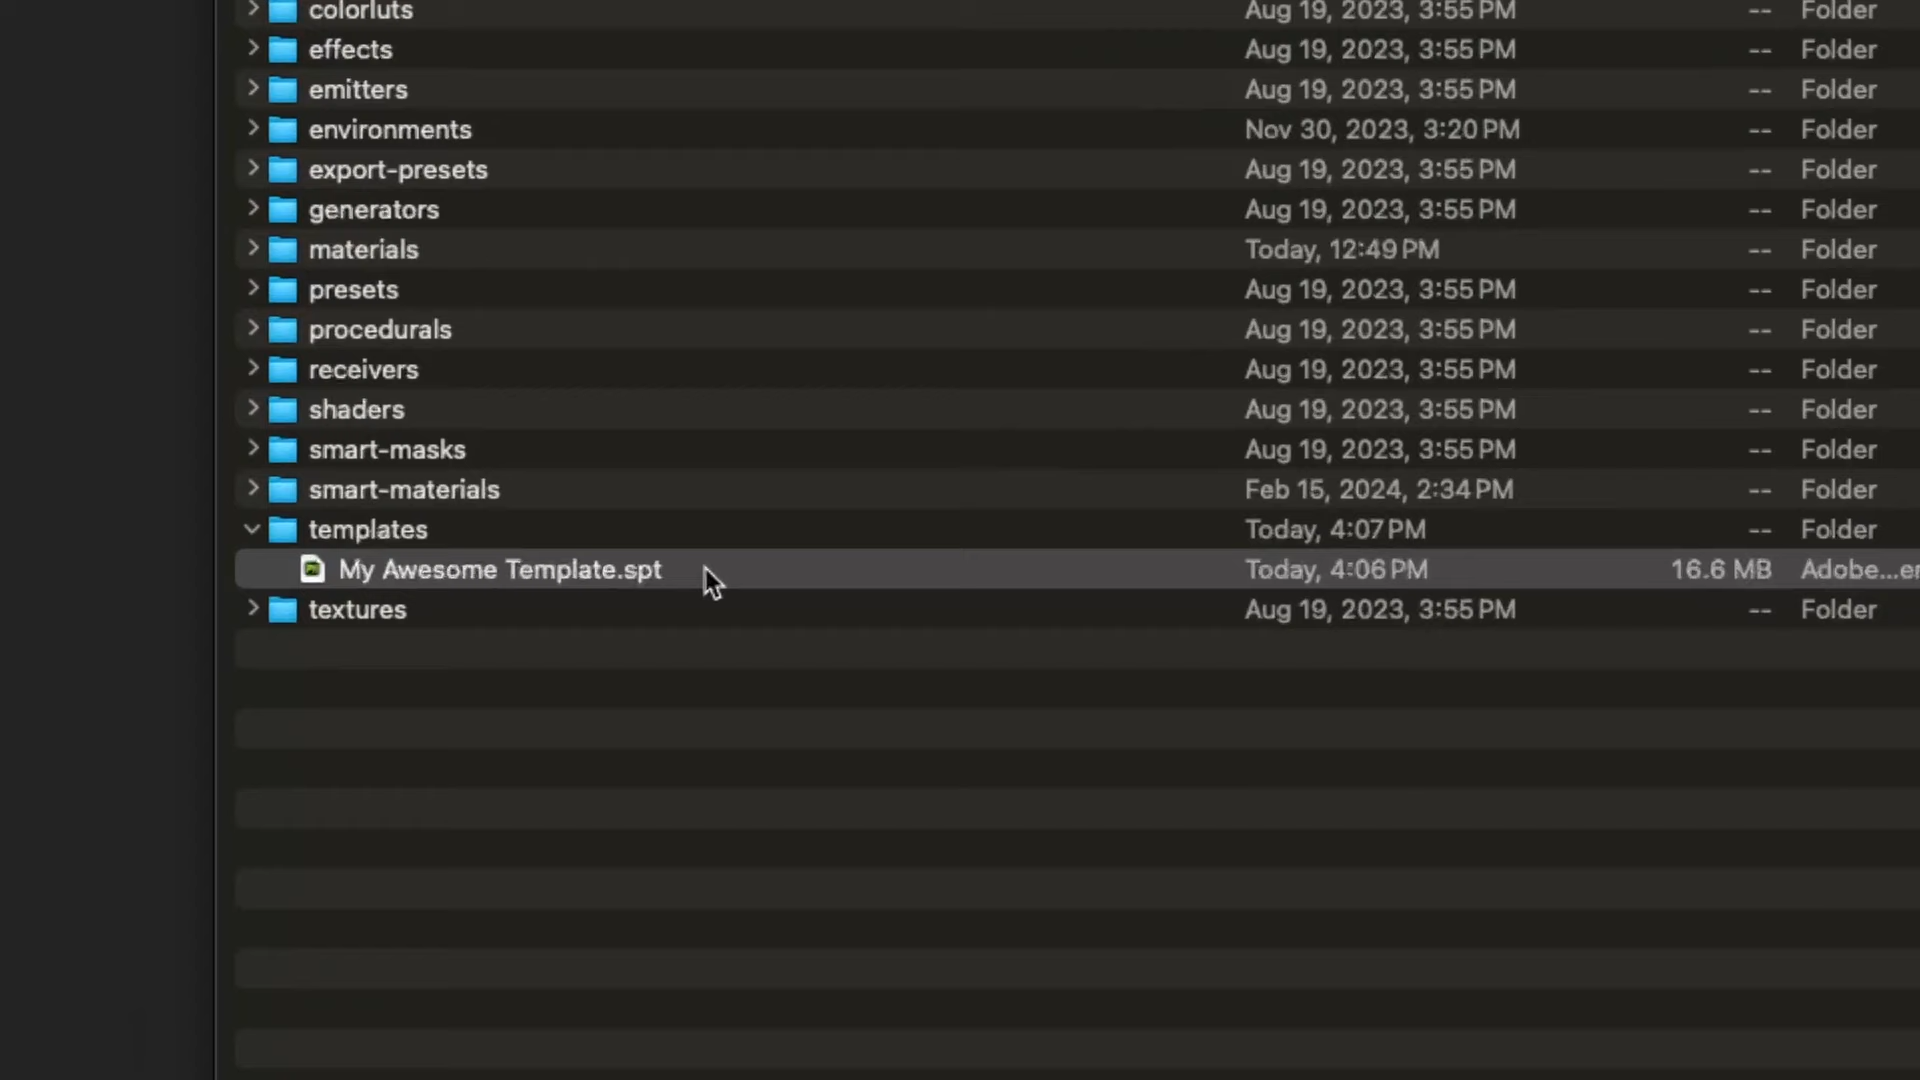 colorluts Aug 19, 2023, 3:55 PM -- Folder
effects Aug 19, 2023, 3:55 PM -- Folder
emitters Aug 19, 2023, 3:55 PM -- Folder
environments Nov 30, 2023, 3:20 PM -- Folder
export-presets Aug 19, 2023, 3:55 PM -- Folder
generators Aug 19, 2023, 3:55 PM -- Folder
materials Today, 12:49 PM -- Folder
presets Aug 19, 2023, 3:55 PM -- Folder
procedurals Aug 19, 2023, 3:55 PM -- Folder
receivers Aug 19, 2023, 3:55 PM -- Folder
shaders Aug 19, 2023, 3:55 PM -- Folder
smart-masks Aug 19, 2023, 3:55 PM -- Folder
smart-materials Feb 15, 2024, 2:34 PM -- Folder
templates Today, 4:07 PM -- Folder
My Awesome Template.spt Today, 4:06 PM 16.6 MB Adobe...er
textures Aug 19, 2023, 3:55 PM -- Folder